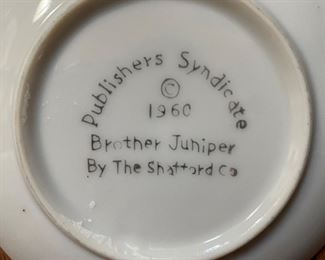 Publishers Syndicate
©
1960
Brother Juniper
By The Shafford Co